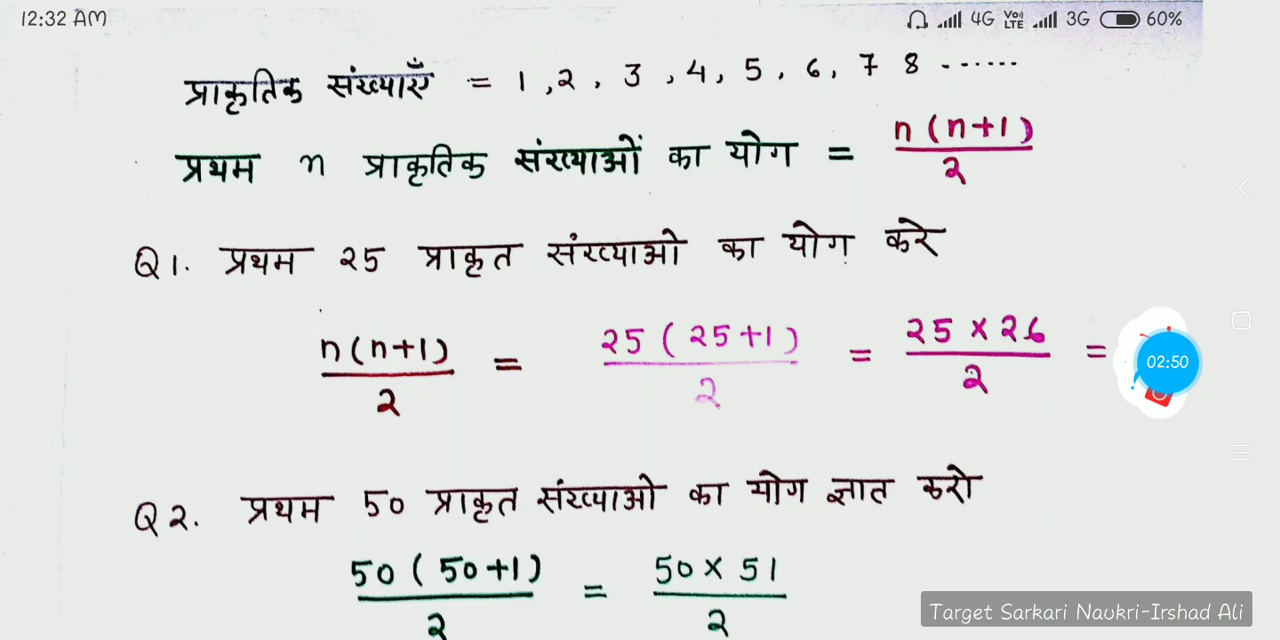 12:32 AM 4G VoJ) LTE 3G 60%
प्राकृतिक संख्याएँ = 1, 2, 3, 4, 5, 6, 7 8 ......
प्रथम n प्राकृतिक संख्याओं का योग = n(n+1)/2
Q1. प्रथम 25 प्राकृत संख्याओ का योग करे
n(n+1)/2 = 25(25+1)/2 = 25×26/2 =
02:50
Q2. प्रथम 50 प्राकृत संख्याओ का योग ज्ञात करो
50(50+1)/2 = 50×51/2
Target Sarkari Naukri-Irshad Ali